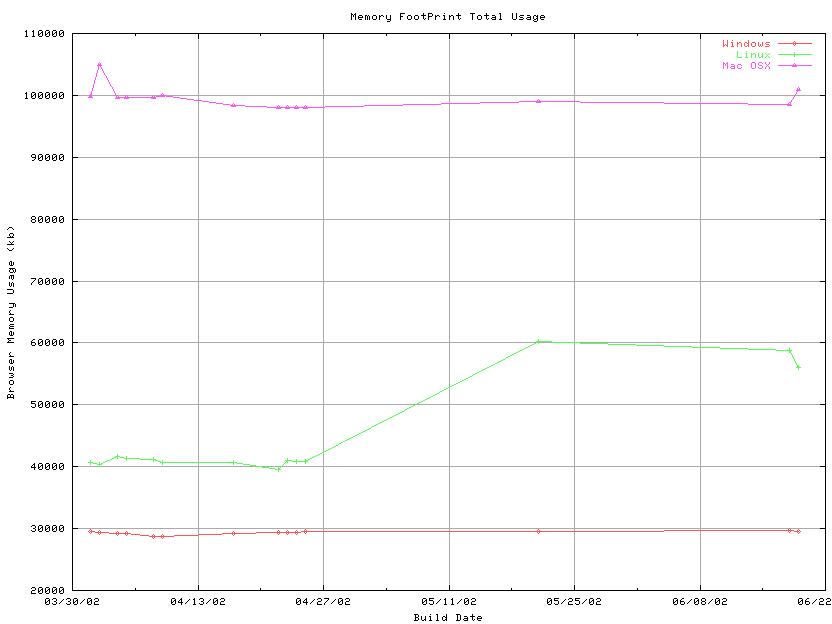 Memory FootPrint Total Usage
110000
100000
90000
80000
70000
60000
50000
40000
30000
20000
Browser Memory Usage (kb)
Windows
Linux
Mac OSX
03/30/02 04/13/02 04/27/02 05/11/02 05/25/02 06/08/02 06/22
Build Date